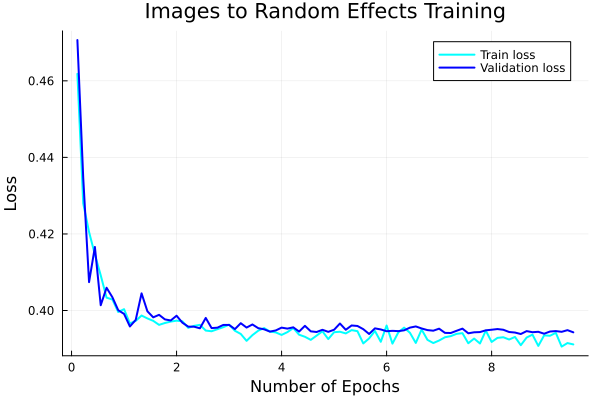 Images to Random Effects Training
Train loss
Validation loss
0.46
0.44
0.42
0.40
Loss
0
2
4
6
8
Number of Epochs